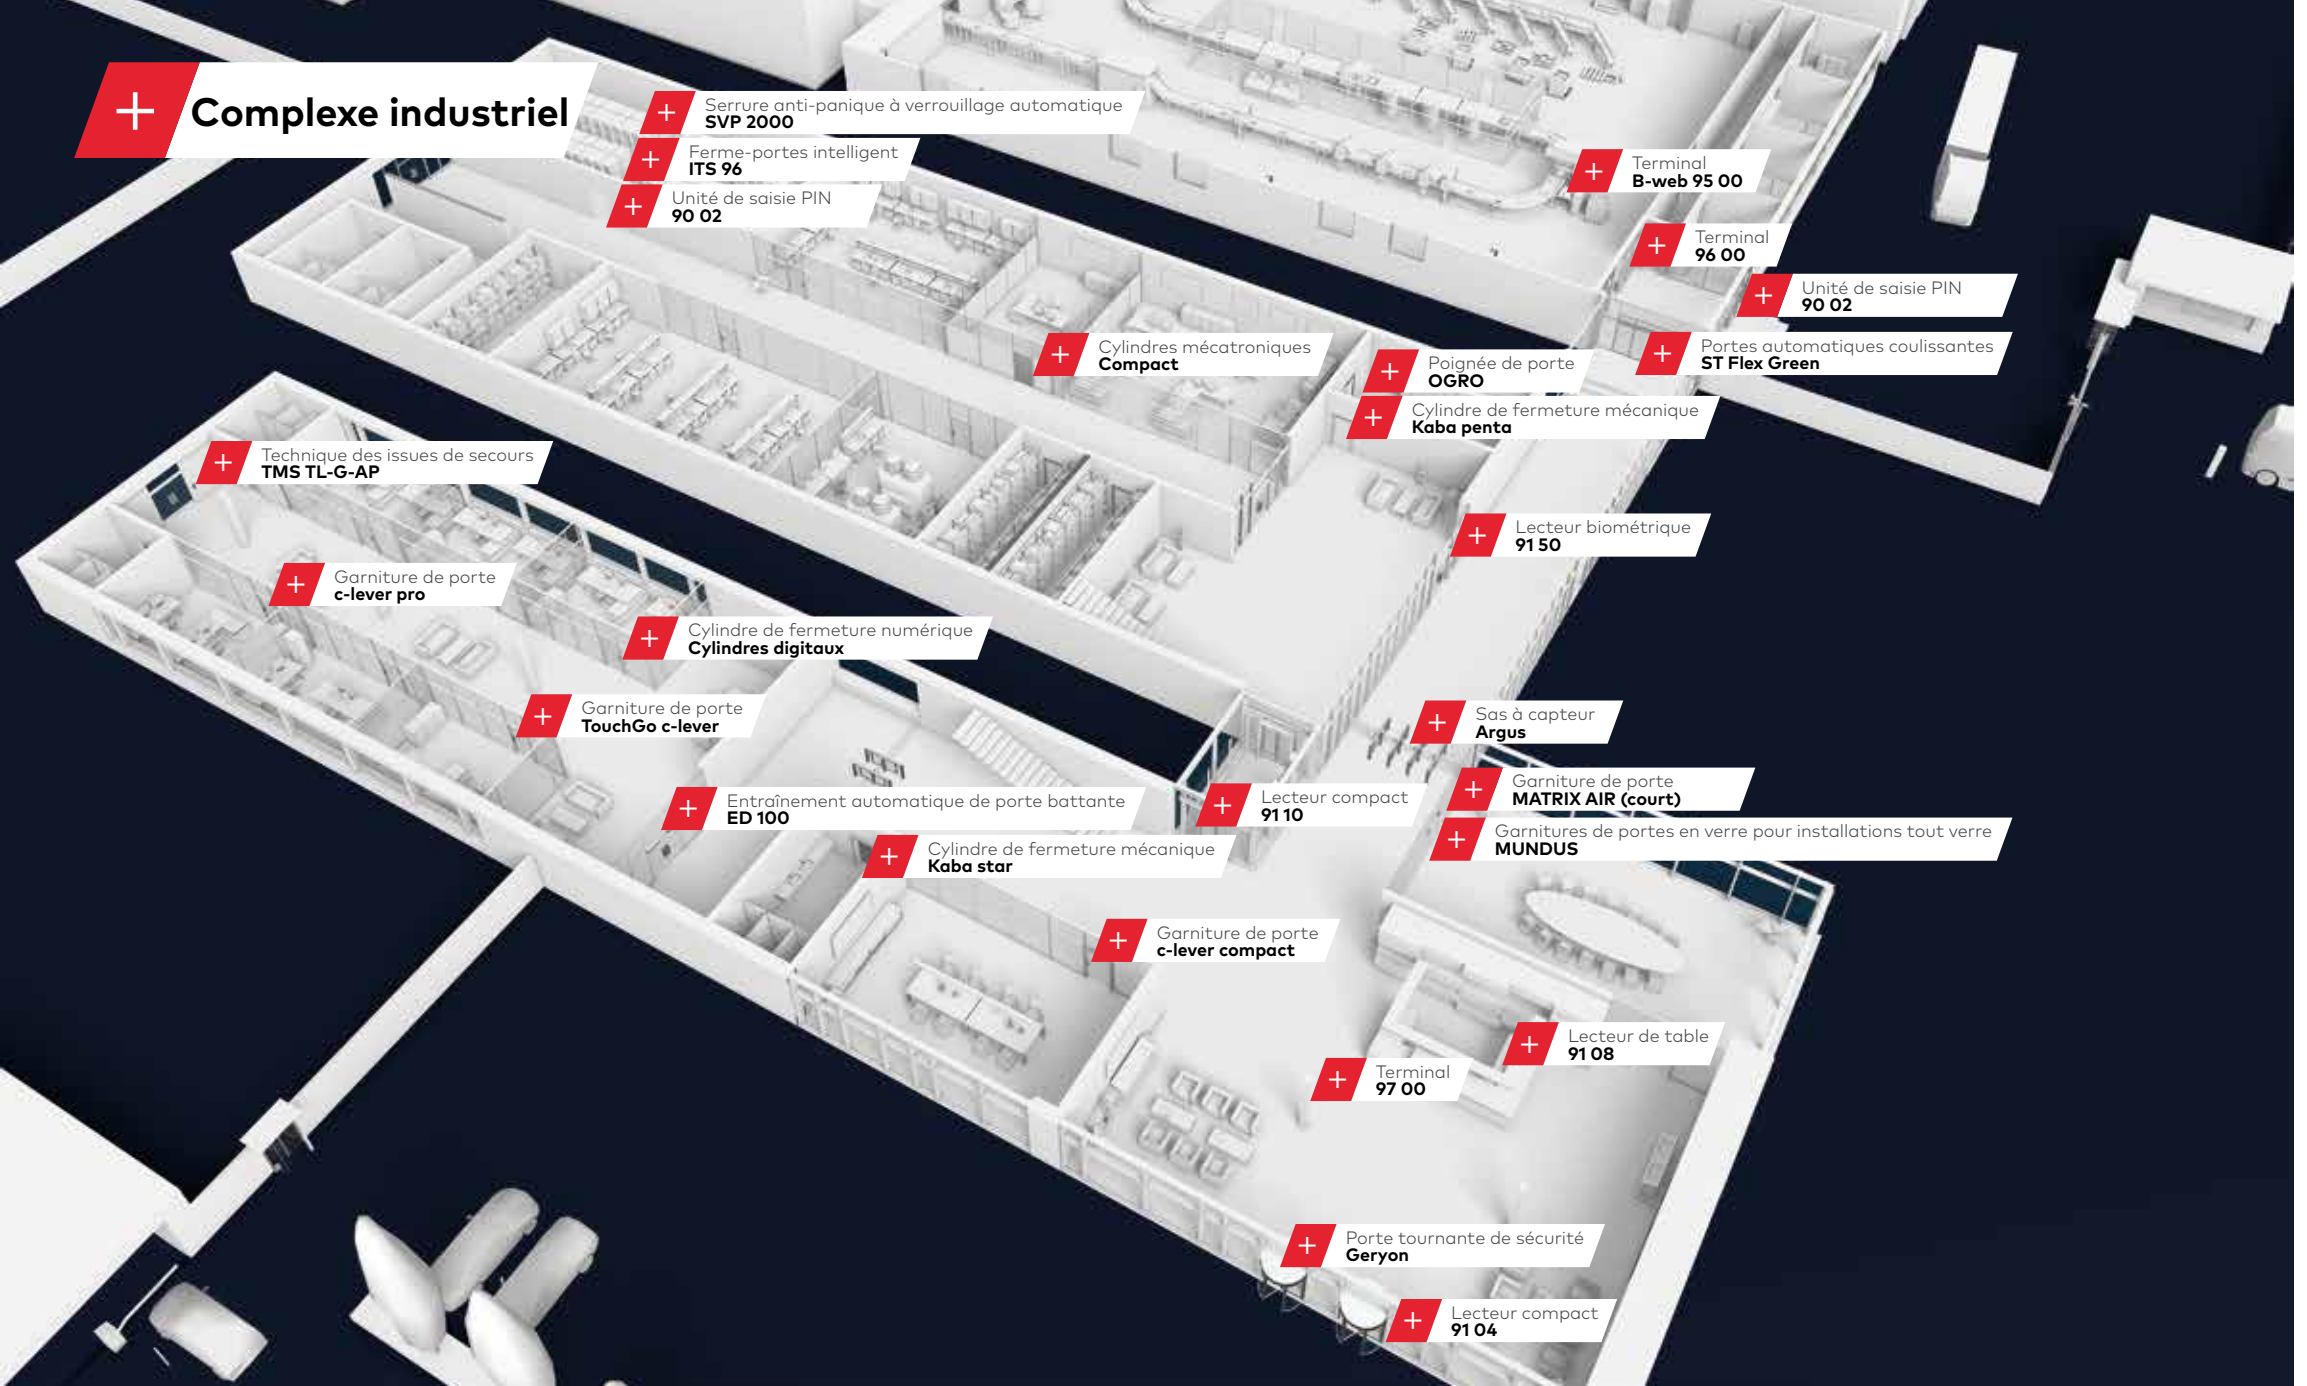 Complexe industriel
Serrure anti-panique à verrouillage automatique
SVP 2000
Ferme-portes intelligent
ITS 96
Unité de saisie PIN
90 02
Terminal
B-web 95 00
Terminal
96 00
Unité de saisie PIN
90 02
Portes automatiques coulissantes
ST Flex Green
Cylindres mécatroniques
Compact
Poignée de porte
OGRO
Cylindre de fermeture mécanique
Kaba penta
Technique des issues de secours
TMS TL-G-AP
Lecteur biométrique
91 50
Garniture de porte
c-lever pro
Cylindre de fermeture numérique
Cylindres digitaux
Garniture de porte
TouchGo c-lever
Sas à capteur
Argus
Entraînement automatique de porte battante
ED 100
Lecteur compact
91 10
Garniture de porte
MATRIX AIR (court)
Garnitures de portes en verre pour installations tout verre
MUNDUS
Cylindre de fermeture mécanique
Kaba star
Garniture de porte
c-lever compact
Lecteur de table
91 08
Terminal
97 00
Porte tournante de sécurité
Geryon
Lecteur compact
91 04